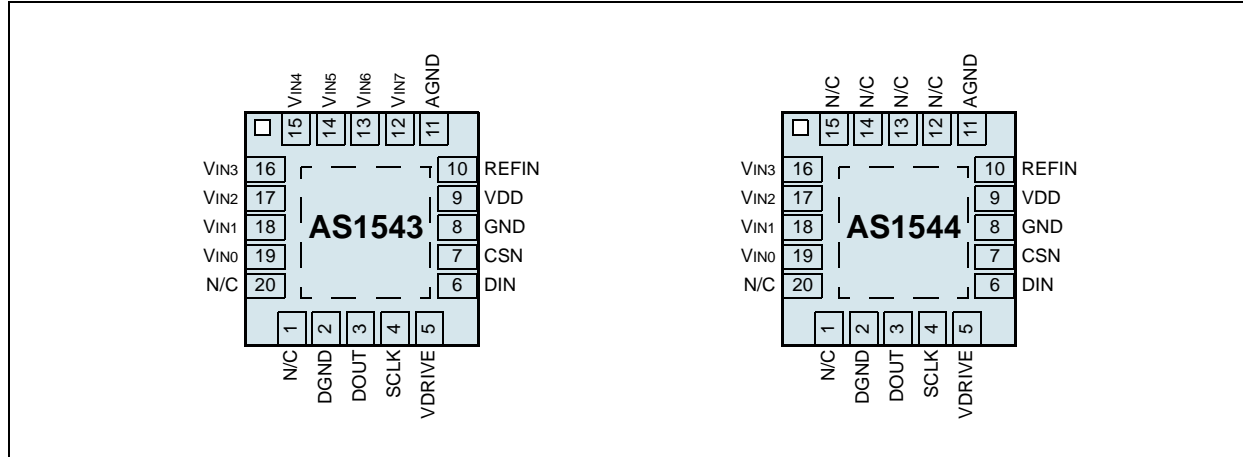 VIN4 VIN5 VIN6 VIN7 AGND
15 14 13 12 11
VIN3 16
VIN2 17
VIN1 18
VIN0 19
N/C 20
AS1543
10 REFIN
9 VDD
8 GND
7 CSN
6 DIN
1 2 3 4 5
N/C DGND DOUT SCLK VDRIVE
N/C N/C N/C N/C AGND
15 14 13 12 11
VIN3 16
VIN2 17
VIN1 18
VIN0 19
N/C 20
AS1544
10 REFIN
9 VDD
8 GND
7 CSN
6 DIN
1 2 3 4 5
N/C DGND DOUT SCLK VDRIVE